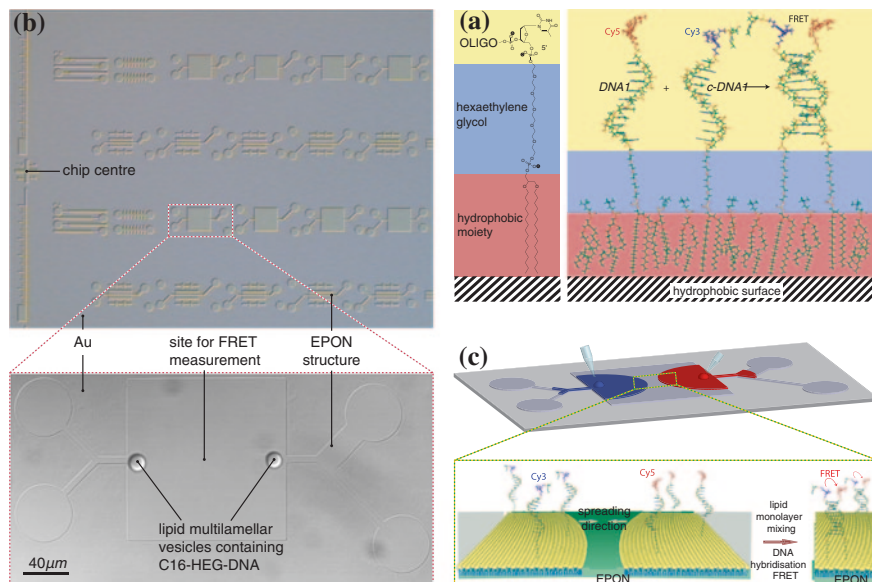 (b)
chip centre
Au
site for FRET
measurement
EPON
structure
lipid multilamellar
vesicles containing
C16-HEG-DNA
40µm
(a)
OLIGO
5'
hexaethylene
glycol
hydrophobic
moiety
Cy5
Cy3
FRET
DNA1
+
c-DNA1
hydrophobic surface
(c)
Cy3
Cy5
FRET
spreading
direction
lipid
monolayer
mixing
DNA
hybridisation
FRET
EPON
EPON